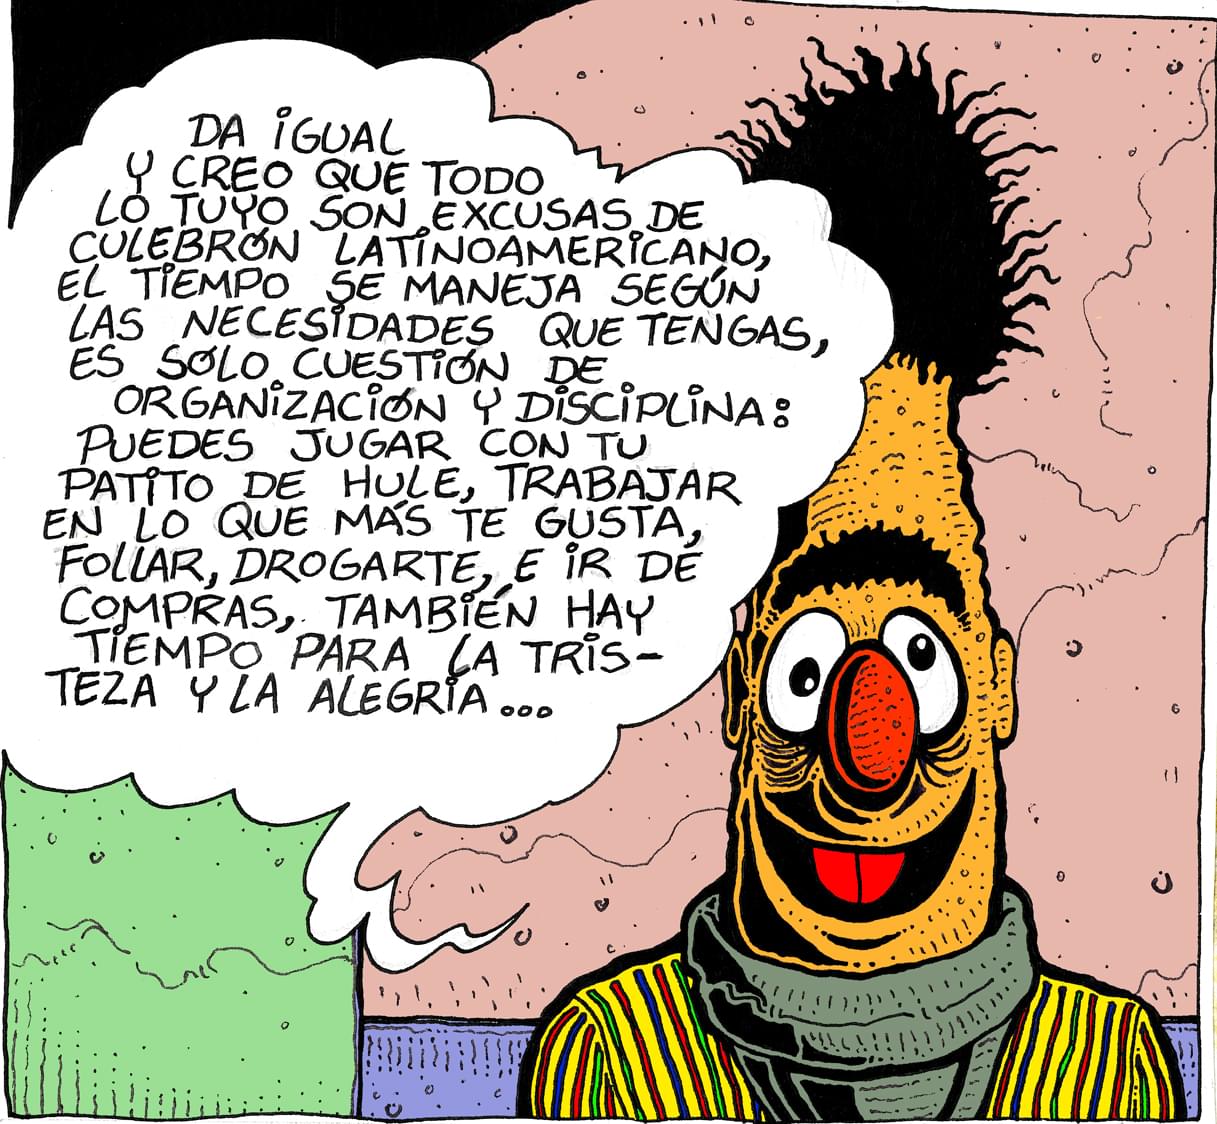 DA iGUAL
Y CREO QUE TODO
LO TUYO SON EXCUSAS DE
CULEBRÓN LATiNOAMERiCANO,
EL TiEMPO SE MANEJA SEGÚN
LAS NECESiDADES QUE TENGAS,
ES SÓLO CUESTiÓN DE
ORGANiZACiÓN Y DiSCiPLiNA:
PUEDES JUGAR CON TU
PATiTO DE HULE, TRABAJAR
EN LO QUE MÁS TE GUSTA,
FOLLAR, DROGARTE, E iR DE
COMPRAS, TAMBiÉN HAY
TiEMPO PARA LA TRiS-
TEZA Y LA ALEGRÍA...